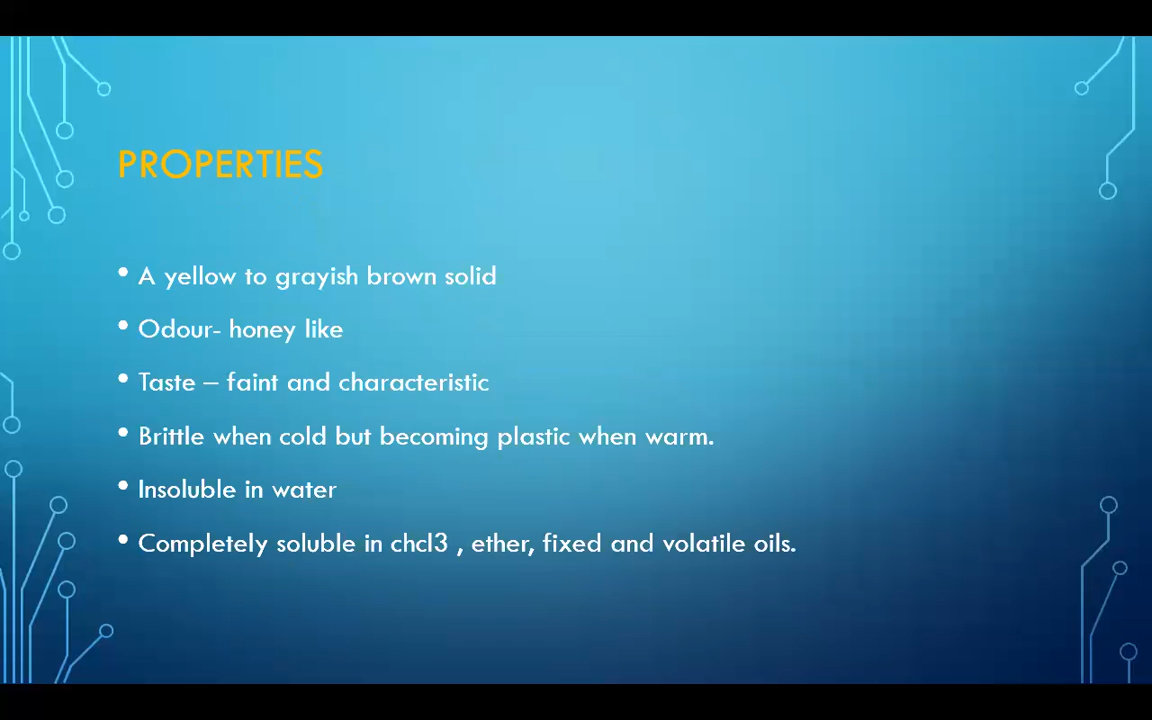 PROPERTIES
• A yellow to grayish brown solid
• Odour- honey like
• Taste – faint and characteristic
• Brittle when cold but becoming plastic when warm.
• Insoluble in water
• Completely soluble in chcl3 , ether, fixed and volatile oils.